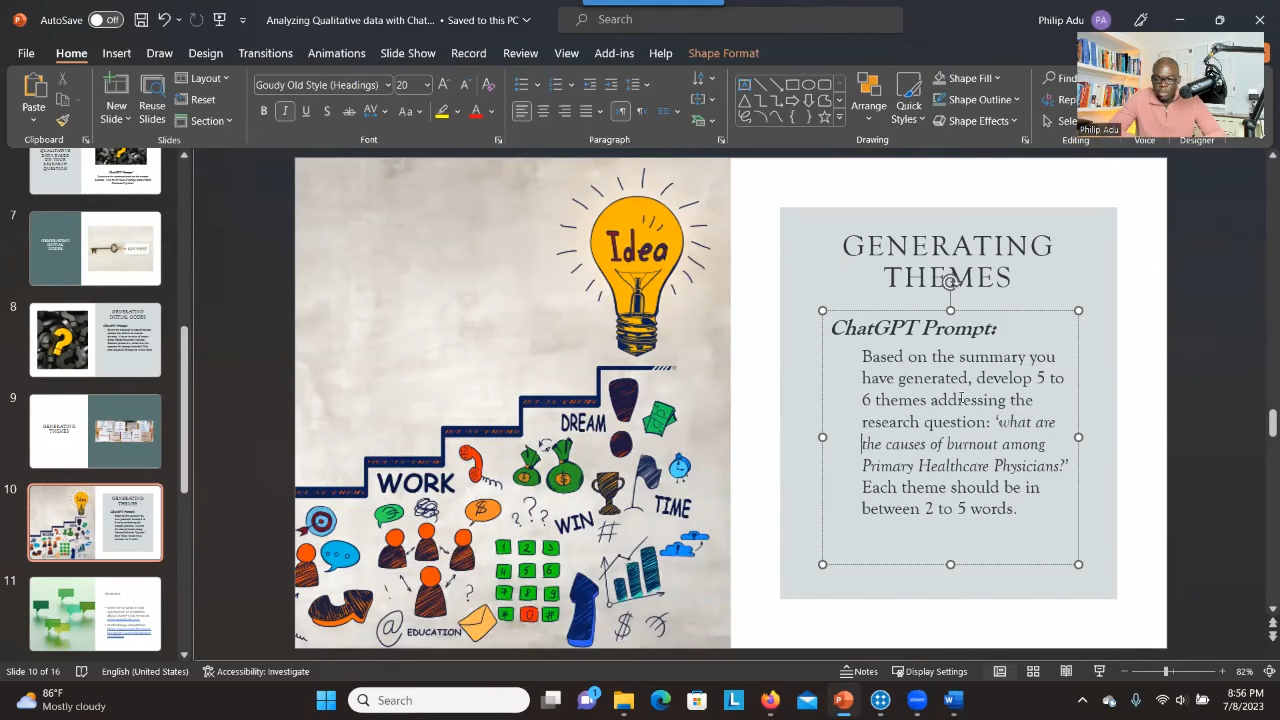 AutoSave Off
Analyzing Qualitative Data with Chat... • Saved to this PC
Search
Philip Adu PA
File Home Insert Draw Design Transitions Animations Slide Show Record Review View Add-ins Help Shape Format
Paste
New Slide
Reuse Slides
Layout
Reset
Section
Goudy Old Style (Headings) 20
Arrange
Quick Styles
Shape Fill
Shape Outline
Shape Effects
Philip Adu
Clipboard Slides Font Paragraph Drawing Editing Voice Designer
7
8
9
10
11
GENERATING THEMES
Idea
DREAM
WORK
WIN
TIME
EDUCATION
GENERATING
THEMES
ChatGPT Prompt:
Based on the summary you
have generated, develop 5 to
6 themes addressing the
research question: ‘what are
the causes of burnout among
Primary Healthcare Physicians?’
Each theme should be in
between 2 to 5 words.
Slide 10 of 16 English (United States) Accessibility: Investigate Notes Display Settings 82%
86°F
Mostly cloudy
Search
8:56 PM
7/8/2023